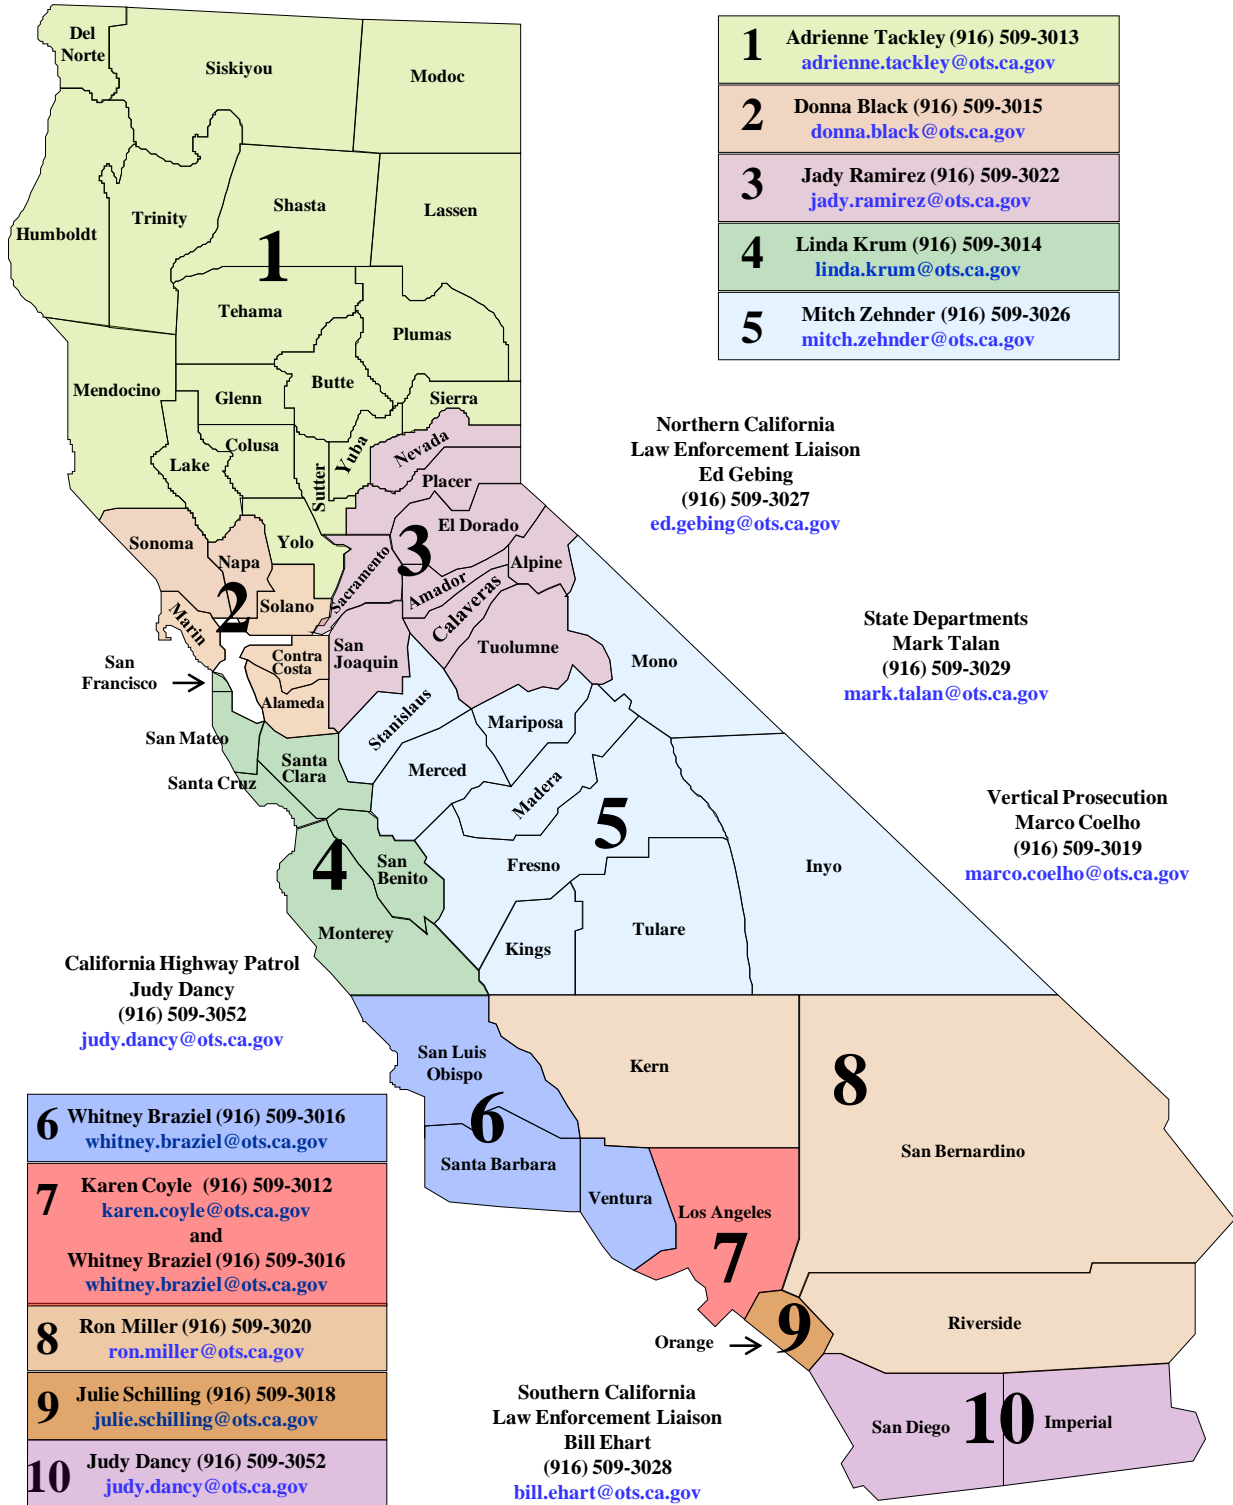 Del
Norte
Siskiyou
Modoc
Humboldt
Trinity
Shasta
Lassen
1
Tehama
Plumas
Mendocino
Glenn
Butte
Sierra
Colusa
Lake
Sutter
Yuba
Nevada
Placer
El Dorado
Sonoma
Napa
Yolo
3
Sacramento
Amador
Alpine
2
Solano
Marin
Calaveras
Contra
Costa
San
Joaquin
Tuolumne
Mono
San
Francisco
Alameda
Stanislaus
Mariposa
San Mateo
Santa
Clara
Merced
Santa Cruz
Madera
5
4
San
Benito
Fresno
Inyo
Monterey
Kings
Tulare
San Luis
Obispo
Kern
8
6
Santa Barbara
San Bernardino
Ventura
Los Angeles
7
Orange
9
Riverside
San Diego
10
Imperial
1 Adrienne Tackley (916) 509-3013
adrienne.tackley@ots.ca.gov
2 Donna Black (916) 509-3015
donna.black@ots.ca.gov
3 Jady Ramirez (916) 509-3022
jady.ramirez@ots.ca.gov
4 Linda Krum (916) 509-3014
linda.krum@ots.ca.gov
5 Mitch Zehnder (916) 509-3026
mitch.zehnder@ots.ca.gov
Northern California
Law Enforcement Liaison
Ed Gebing
(916) 509-3027
ed.gebing@ots.ca.gov
State Departments
Mark Talan
(916) 509-3029
mark.talan@ots.ca.gov
Vertical Prosecution
Marco Coelho
(916) 509-3019
marco.coelho@ots.ca.gov
California Highway Patrol
Judy Dancy
(916) 509-3052
judy.dancy@ots.ca.gov
6 Whitney Braziel (916) 509-3016
whitney.braziel@ots.ca.gov
7 Karen Coyle (916) 509-3012
karen.coyle@ots.ca.gov
and
Whitney Braziel (916) 509-3016
whitney.braziel@ots.ca.gov
8 Ron Miller (916) 509-3020
ron.miller@ots.ca.gov
9 Julie Schilling (916) 509-3018
julie.schilling@ots.ca.gov
10 Judy Dancy (916) 509-3052
judy.dancy@ots.ca.gov
Southern California
Law Enforcement Liaison
Bill Ehart
(916) 509-3028
bill.ehart@ots.ca.gov